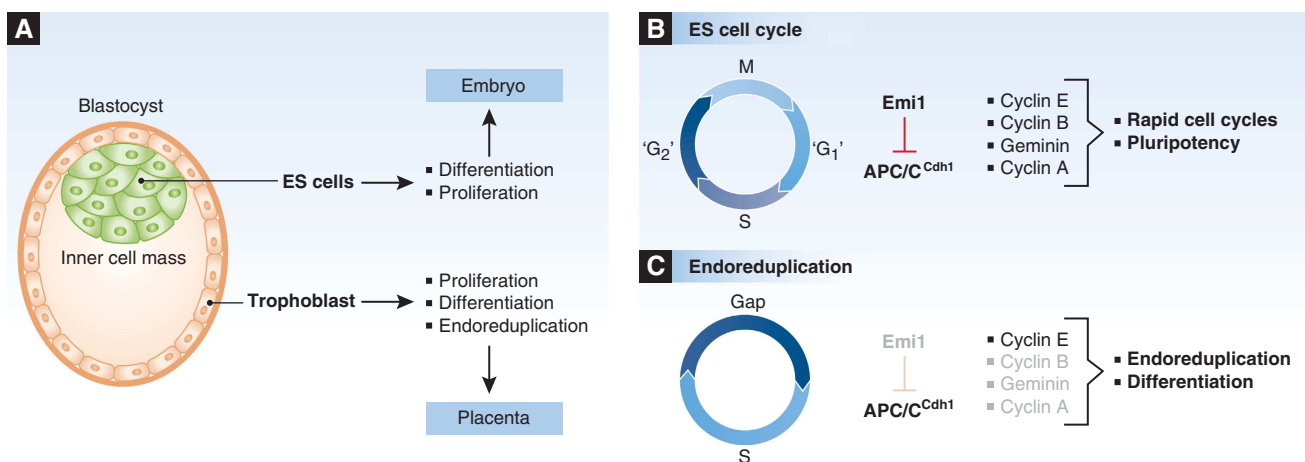 A
Blastocyst
Inner cell mass
ES cells
Embryo
▪ Differentiation
▪ Proliferation
Trophoblast
▪ Proliferation
▪ Differentiation
▪ Endoreduplication
Placenta
B ES cell cycle
M
'G₂'
'G₁'
S
Emi1
APC/C^Cdh1
▪ Cyclin E
▪ Cyclin B
▪ Geminin
▪ Cyclin A
▪ Rapid cell cycles
▪ Pluripotency
C Endoreduplication
Gap
S
Emi1
APC/C^Cdh1
▪ Cyclin E
▪ Cyclin B
▪ Geminin
▪ Cyclin A
▪ Endoreduplication
▪ Differentiation